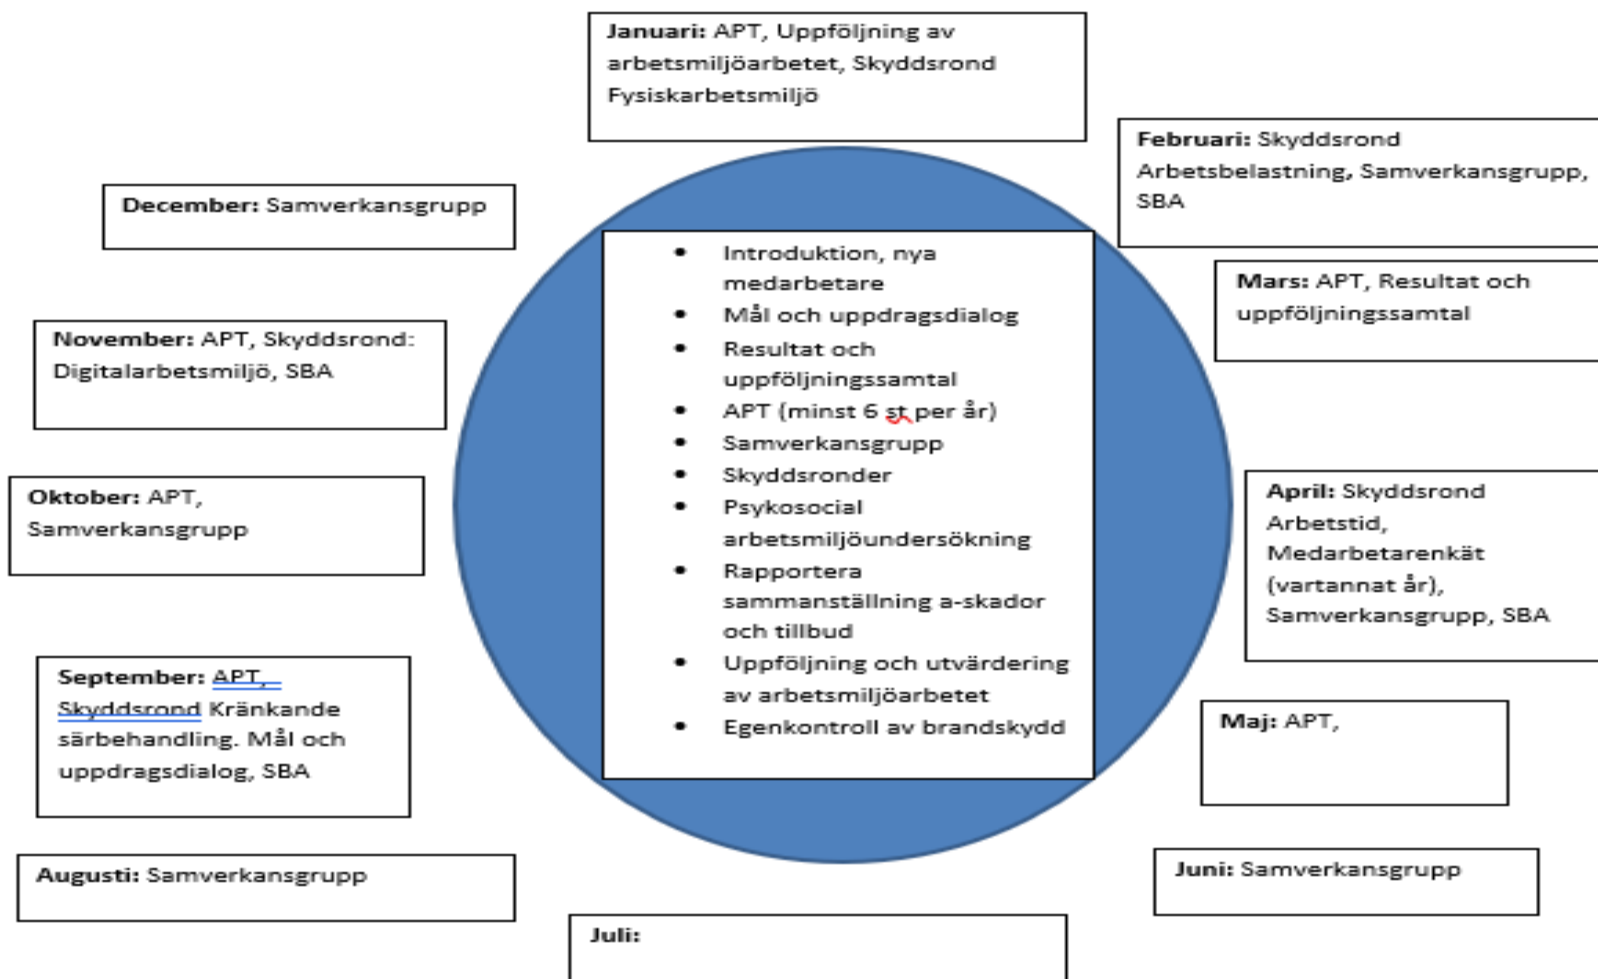 Januari: APT, Uppföljning av
arbetsmiljöarbetet, Skyddsrond
Fysiskarbetsmiljö
Februari: Skyddsrond
Arbetsbelastning, Samverkansgrupp,
SBA
Mars: APT, Resultat och
uppföljningssamtal
April: Skyddsrond
Arbetstid,
Medarbetarenkät
(vartannat år),
Samverkansgrupp, SBA
Maj: APT,
Juni: Samverkansgrupp
Juli:
Augusti: Samverkansgrupp
September: APT,
Skyddsrond Kränkande
särbehandling. Mål och
uppdragsdialog, SBA
Oktober: APT,
Samverkansgrupp
November: APT, Skyddsrond:
Digitalarbetsmiljö, SBA
December: Samverkansgrupp
• Introduktion, nya
medarbetare
• Mål och uppdragsdialog
• Resultat och
uppföljningssamtal
• APT (minst 6 st per år)
• Samverkansgrupp
• Skyddsronder
• Psykosocial
arbetsmiljöundersökning
• Rapportera
sammanställning a-skador
och tillbud
• Uppföljning och utvärdering
av arbetsmiljöarbetet
• Egenkontroll av brandskydd